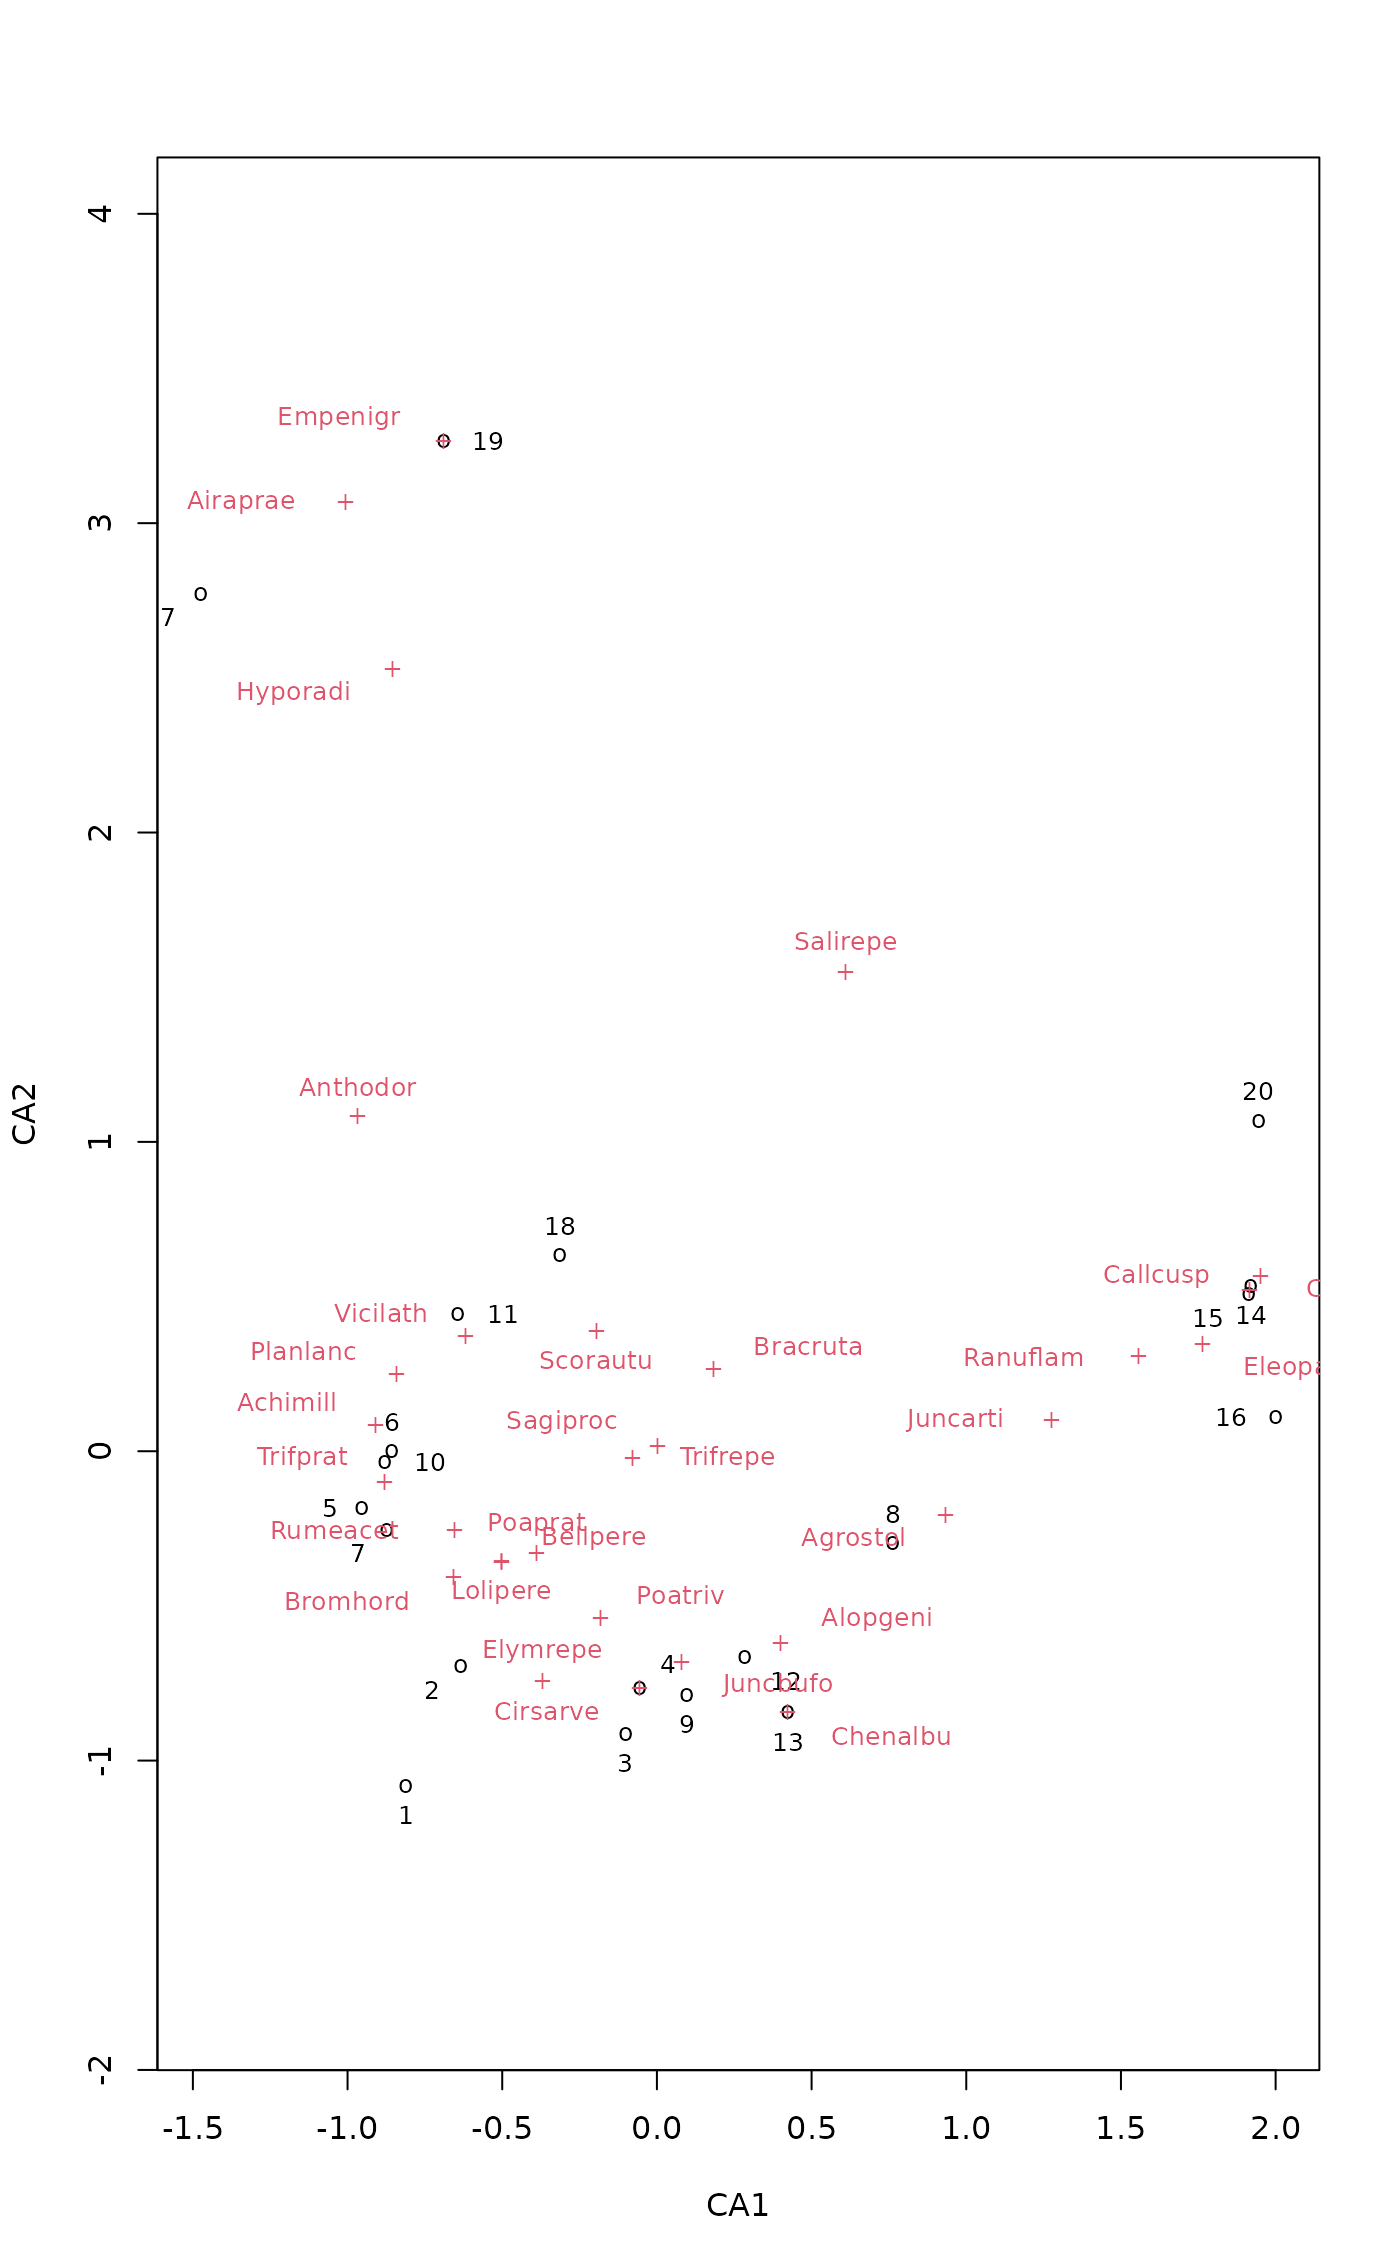 4
Empenigr
19
Airaprae
3
7
Hyporadi
2
Salirepe
Anthodor
20
CA2
1
18
Callcusp
C
Vicilath
11
15
14
Planlanc
Scorautu
Bracruta
Ranuflam
Eleopa
Achimill
6
Sagiproc
Juncarti
16
0
Trifprat
10
Trifrepe
5
8
Rumeacet
Poaprat
Bellpere
Agrostol
7
Bromhord
Lolipere
Poatriv
Alopgeni
Elymrepe
4
2
12
Juncbufo
Cirsarve
9
13
Chenalbu
3
-1
1
-2
-1.5 -1.0 -0.5 0.0 0.5 1.0 1.5 2.0
CA1